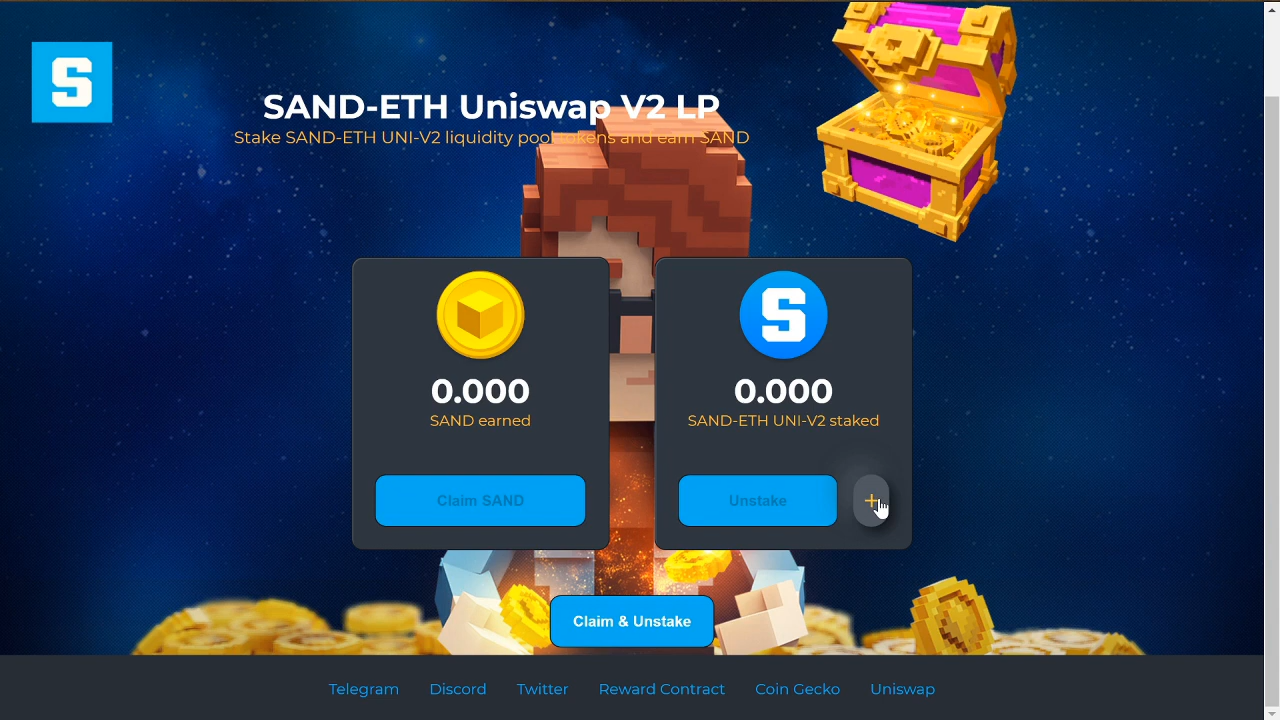 S
SAND-ETH Uniswap V2 LP
Stake SAND-ETH UNI-V2 liquidity pool tokens and earn SAND
0.000
SAND earned
Claim SAND
S
0.000
SAND-ETH UNI-V2 staked
Unstake +
Claim & Unstake
Telegram Discord Twitter Reward Contract Coin Gecko Uniswap